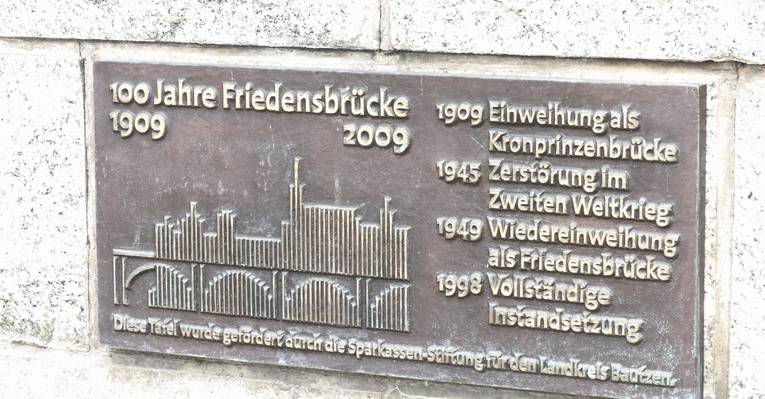 100 Jahre Friedensbrücke
1909 2009
1909 Einweihung als
Kronprinzenbrücke
1945 Zerstörung im
Zweiten Weltkrieg
1949 Wiedereinweihung
als Friedensbrücke
1998 Vollständige
Instandsetzung
Diese Tafel wurde gefördert durch die Sparkassen-Stiftung für den Landkreis Bautzen.